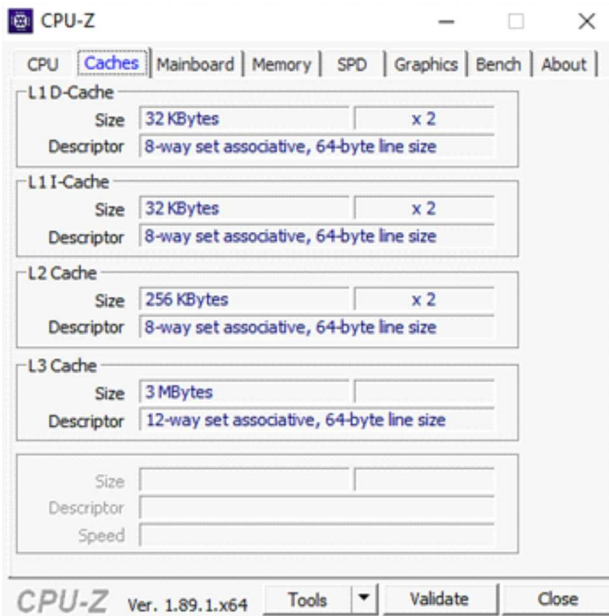 CPU-Z
CPU Caches Mainboard Memory SPD Graphics Bench About
L1 D-Cache
Size 32 KBytes x 2
Descriptor 8-way set associative, 64-byte line size
L1 I-Cache
Size 32 KBytes x 2
Descriptor 8-way set associative, 64-byte line size
L2 Cache
Size 256 KBytes x 2
Descriptor 8-way set associative, 64-byte line size
L3 Cache
Size 3 MBytes
Descriptor 12-way set associative, 64-byte line size
Size
Descriptor
Speed
CPU-Z Ver. 1.89.1.x64 Tools Validate Close